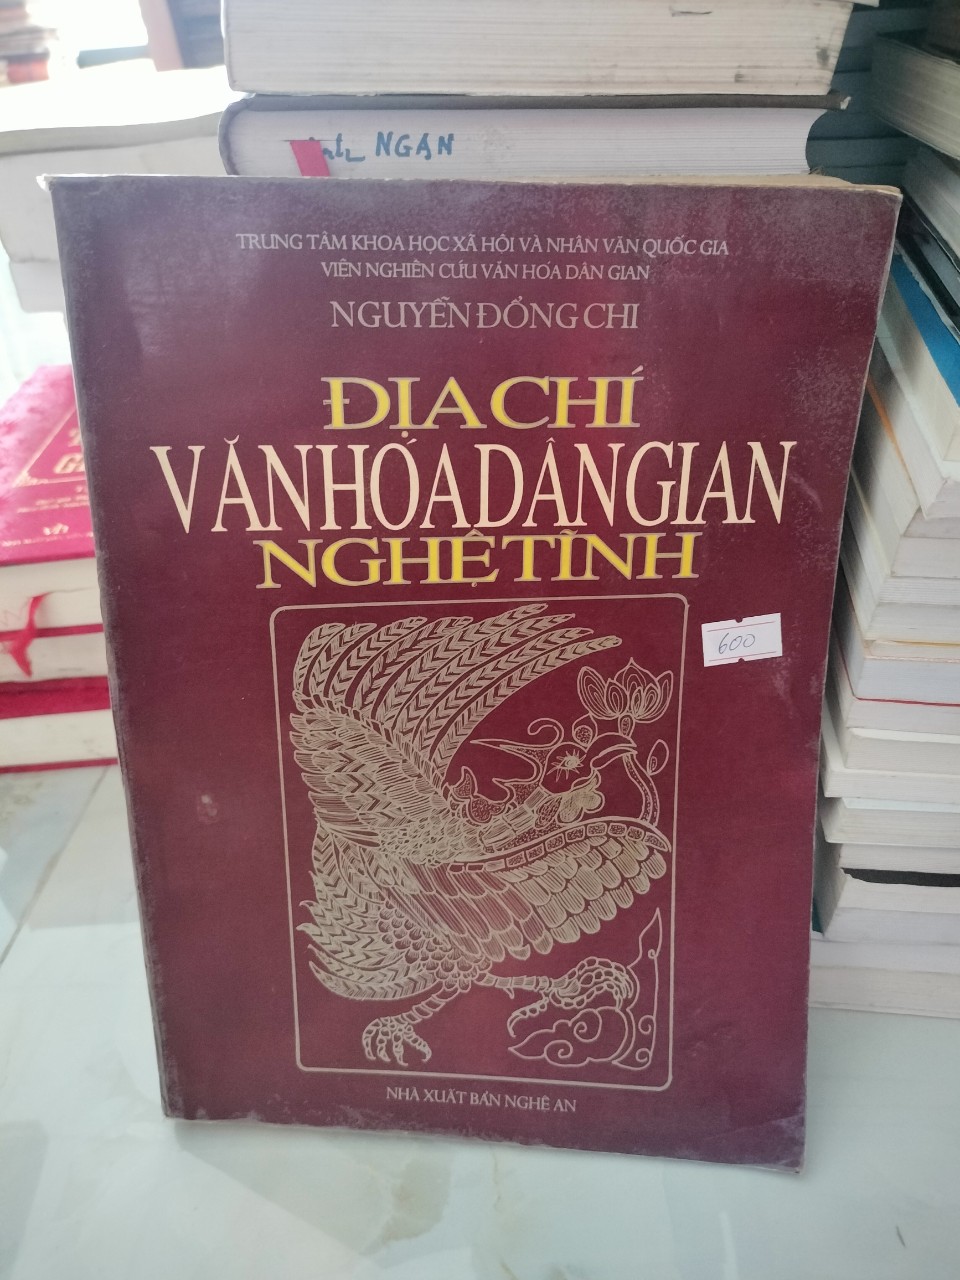 NGẠN
TRUNG TÂM KHOA HỌC XÃ HỘI VÀ NHÂN VĂN QUỐC GIA
VIỆN NGHIÊN CỨU VĂN HÓA DÂN GIAN
NGUYỄN ĐỔNG CHI
ĐỊA CHÍ
VĂN HÓA DÂN GIAN
NGHỆ TĨNH
600
NHÀ XUẤT BẢN NGHỆ AN